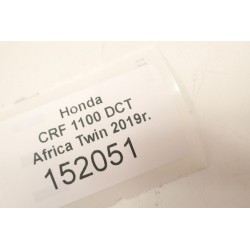 Honda
CRF 1100 DCT
Africa Twin 2019r.
152051